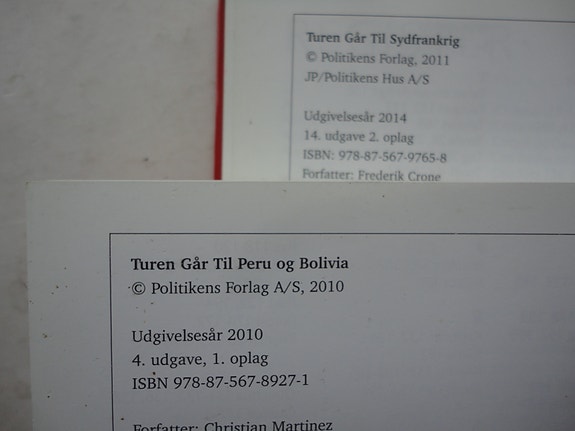 Turen Går Til Sydfrankrig
© Politikens Forlag, 2011
JP/Politikens Hus A/S
Udgivelsesår 2014
14. udgave 2. oplag
ISBN: 978-87-567-9765-8
Forfatter: Frederik Crone
Turen Går Til Peru og Bolivia
© Politikens Forlag A/S, 2010
Udgivelsesår 2010
4. udgave, 1. oplag
ISBN 978-87-567-8927-1
Forfatter: Christian Martinez